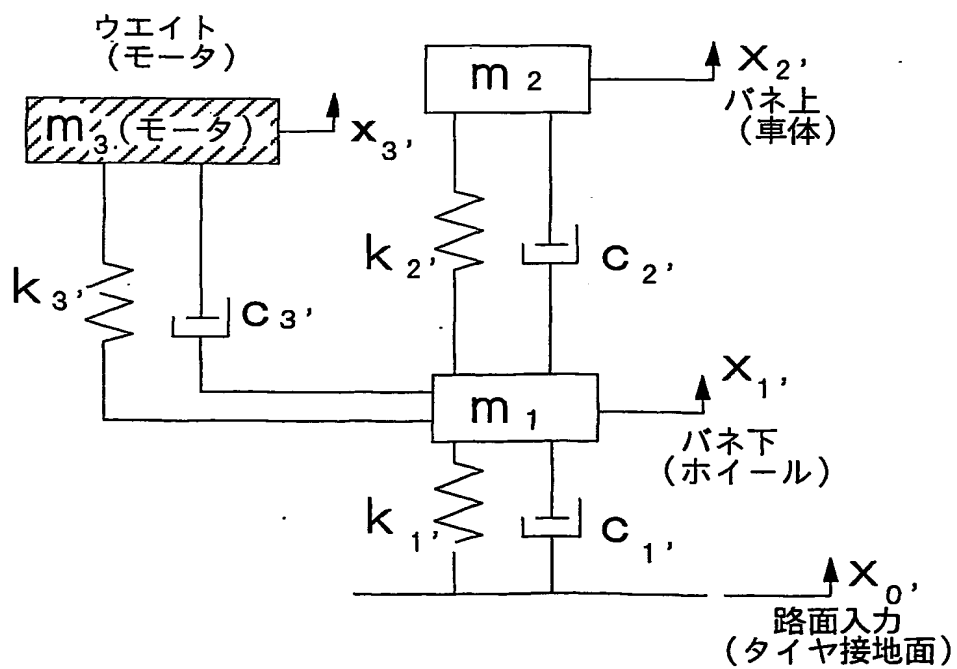 ウエイト
(モータ)
m3.(モータ)
x3,
m2
X2,
バネ上
(車体)
k3,
c3,
k2,
c2,
m1
X1,
バネ下
(ホイール)
k1,
c1,
X0,
路面入力
(タイヤ接地面)